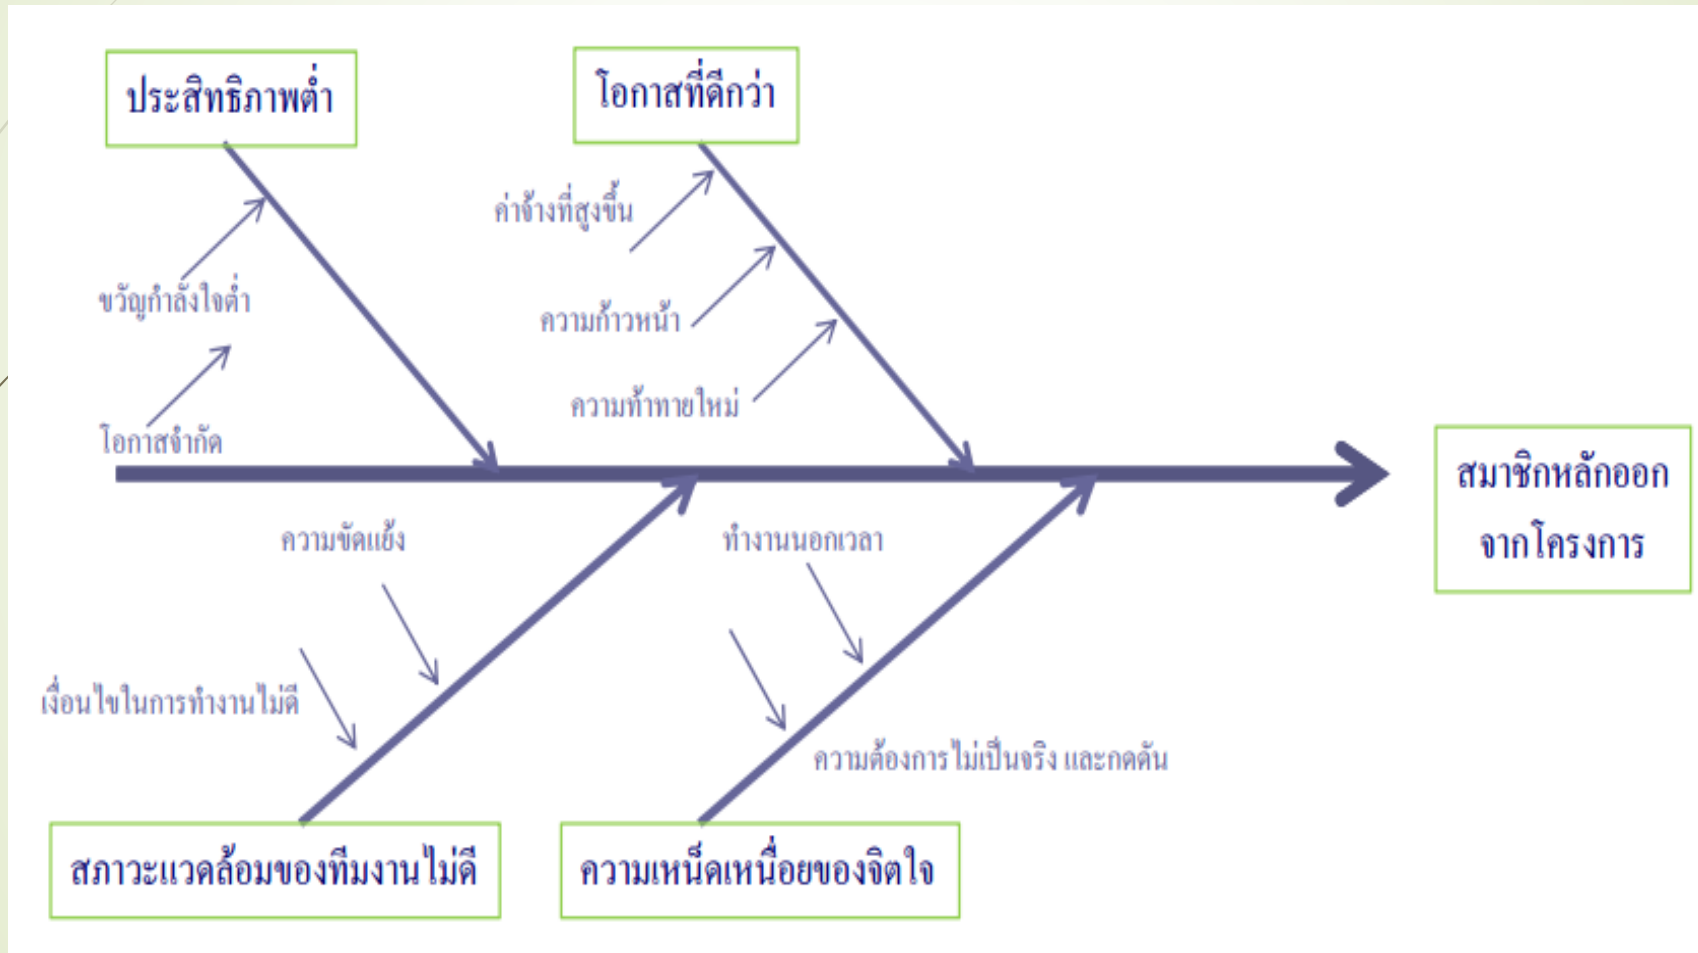 ประสิทธิภาพต่ำ
โอกาสที่ดีกว่า
ค่าจ้างที่สูงขึ้น
ขวัญกำลังใจต่ำ
ความก้าวหน้า
ความท้าทายใหม่
โอกาสจำกัด
สมาชิกหลักออก
จากโครงการ
ความขัดแย้ง
ทำงานนอกเวลา
เงื่อนไขในการทำงานไม่ดี
ความต้องการไม่เป็นจริง และกดดัน
สภาวะแวดล้อมของทีมงานไม่ดี
ความเหน็ดเหนื่อยของจิตใจ